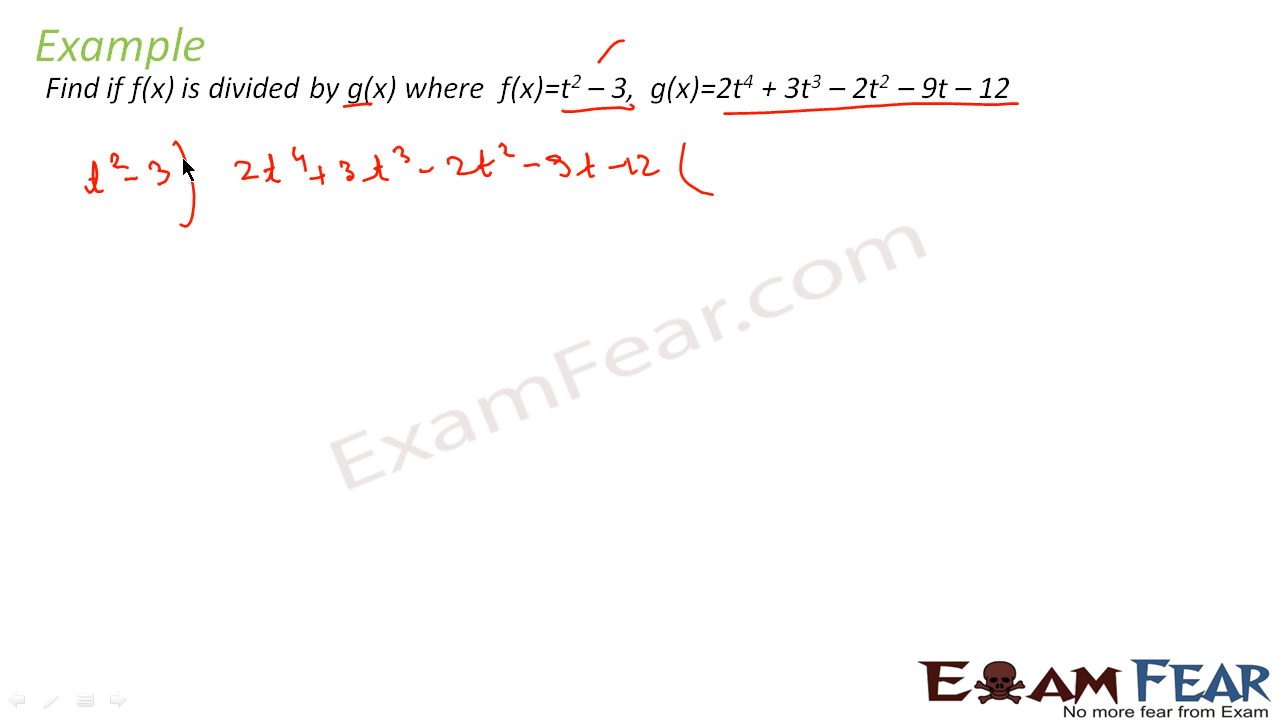 Example
Find if f(x) is divided by g(x) where f(x)=t² – 3, g(x)=2t⁴ + 3t³ – 2t² – 9t – 12
t² - 3) 2t⁴ + 3t³ - 2t² - 9t - 12 (
ExamFear.com
EXAM FEAR
No more fear from Exam